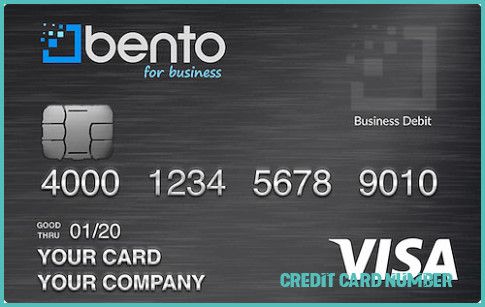 bento
for business
Business Debit
4000 1234 5678 9010
GOOD THRU 01/20
YOUR CARD
YOUR COMPANY
VISA
CREDIT CARD NUMBER